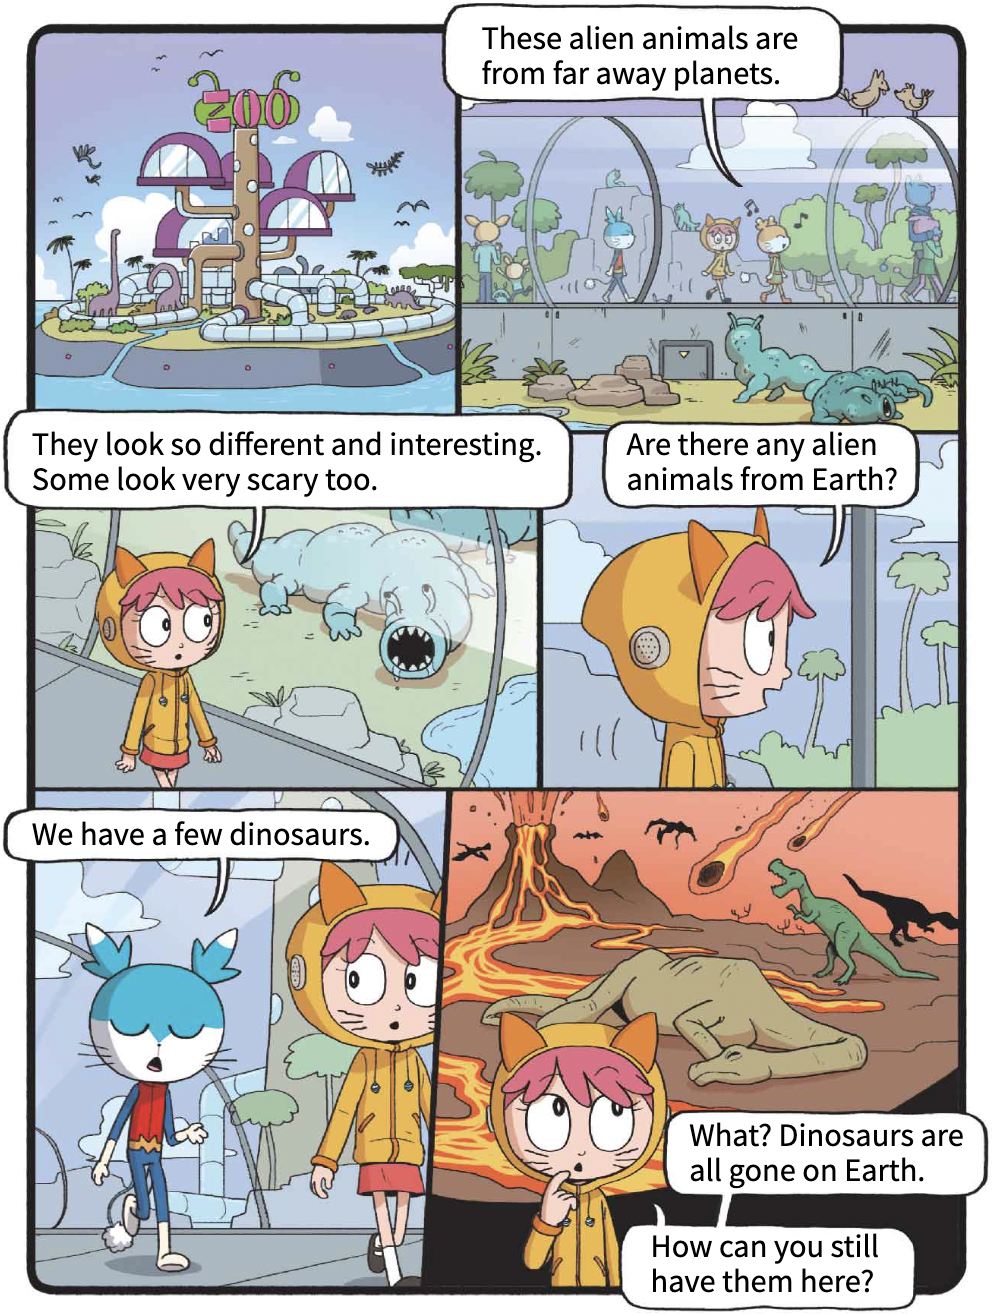 ZOO
These alien animals are
from far away planets.
They look so different and interesting.
Some look very scary too.
Are there any alien
animals from Earth?
We have a few dinosaurs.
What? Dinosaurs are
all gone on Earth.
How can you still
have them here?